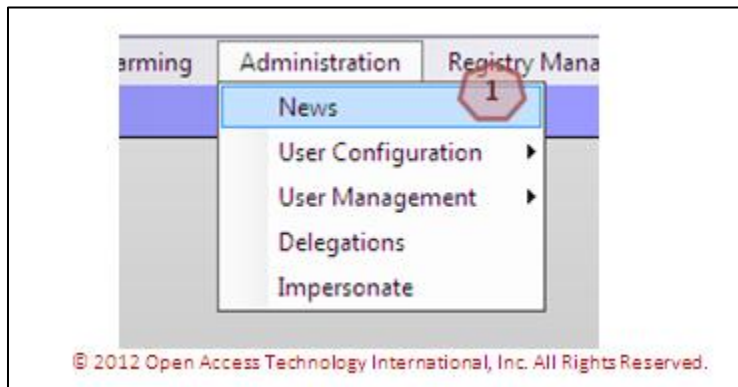 arming Administration Registry Mana
1
News
User Configuration
User Management
Delegations
Impersonate
© 2012 Open Access Technology International, Inc. All Rights Reserved.